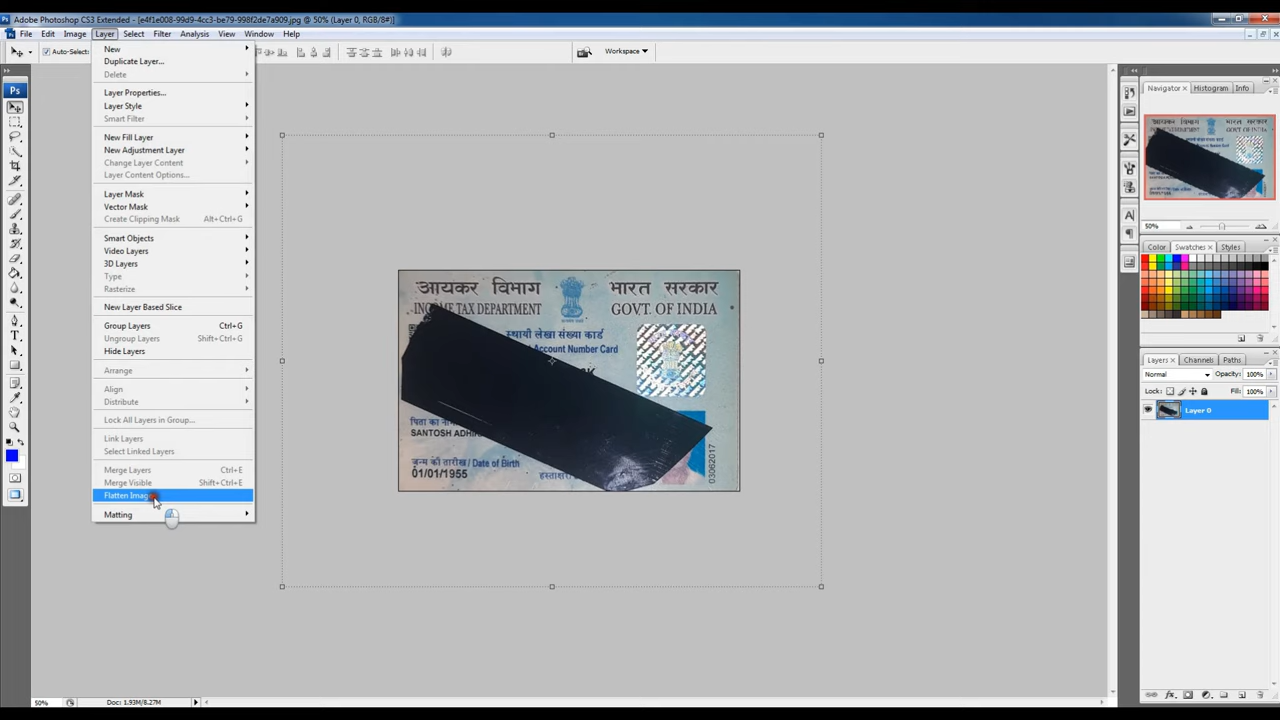 Adobe Photoshop CS3 Extended - [e4f1e008-99d9-4cc3-be79-998f2de7a909.jpg @ 50% (Layer 0, RGB/8#)]
File Edit Image Layer Select Filter Analysis View Window Help
Auto-Select:
Workspace
New
Duplicate Layer...
Delete
Layer Properties...
Layer Style
Smart Filter
New Fill Layer
New Adjustment Layer
Change Layer Content
Layer Content Options...
Layer Mask
Vector Mask
Create Clipping Mask Alt+Ctrl+G
Smart Objects
Video Layers
3D Layers
Type
Rasterize
New Layer Based Slice
Group Layers Ctrl+G
Ungroup Layers Shift+Ctrl+G
Hide Layers
Arrange
Align
Distribute
Lock All Layers in Group...
Link Layers
Select Linked Layers
Merge Layers Ctrl+E
Merge Visible Shift+Ctrl+E
Flatten Image
Matting
Ps
आयकर विभाग भारत सरकार
INCOME TAX DEPARTMENT GOVT. OF INDIA
स्थायी लेखा संख्या कार्ड
Account Number Card
पिता का
SANTOSH
जन्म की तारीख / Date of Birth
01/01/1955
03062017
Navigator Histogram Info
50%
Color Swatches Styles
Layers Channels Paths
Normal Opacity: 100%
Lock: Fill: 100%
Layer 0
50% Doc: 1.93M/8.27M